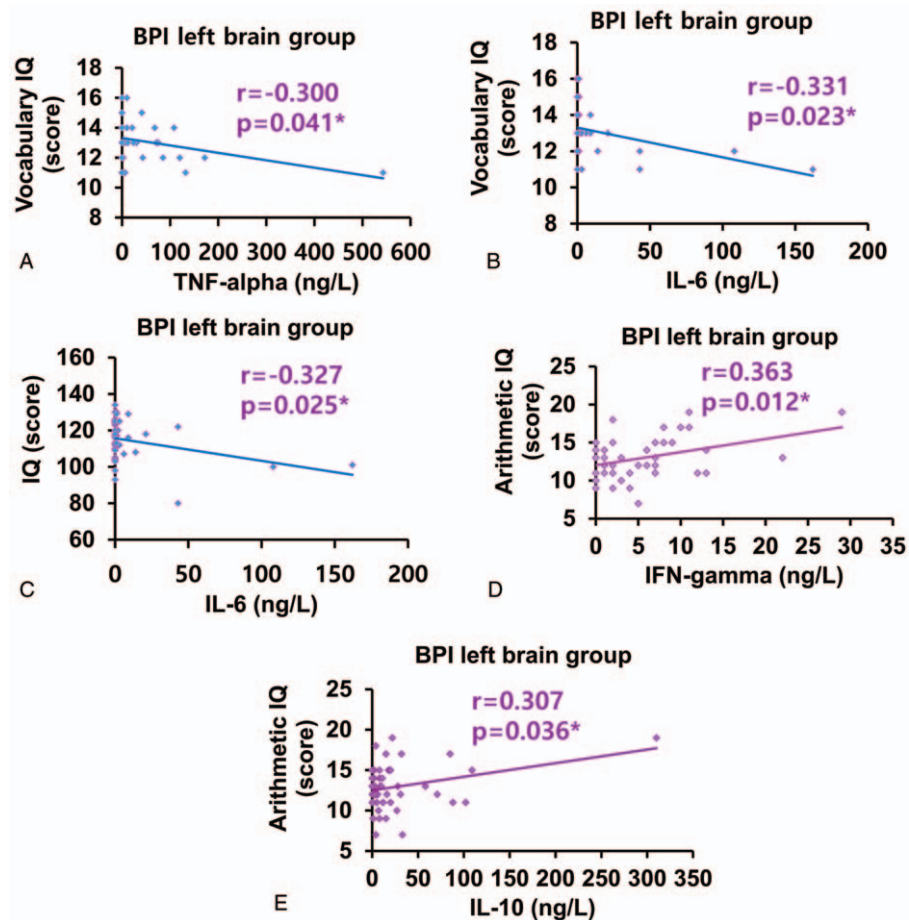 BPI left brain group
Vocabulary IQ
(score)
18
16
14
12
10
8
r=-0.300
p=0.041*
0 100 200 300 400 500 600
A
TNF-alpha (ng/L)
BPI left brain group
Vocabulary IQ
(score)
18
16
14
12
10
8
r=-0.331
p=0.023*
0 50 100 150 200
B
IL-6 (ng/L)
BPI left brain group
IQ (score)
160
140
120
100
80
60
r=-0.327
p=0.025*
0 50 100 150 200
C
IL-6 (ng/L)
BPI left brain group
Arithmetic IQ
(score)
25
20
15
10
5
r=0.363
p=0.012*
0 5 10 15 20 25 30 35
D
IFN-gamma (ng/L)
BPI left brain group
Arithmetic IQ
(score)
25
20
15
10
5
r=0.307
p=0.036*
0 50 100 150 200 250 300 350
E
IL-10 (ng/L)